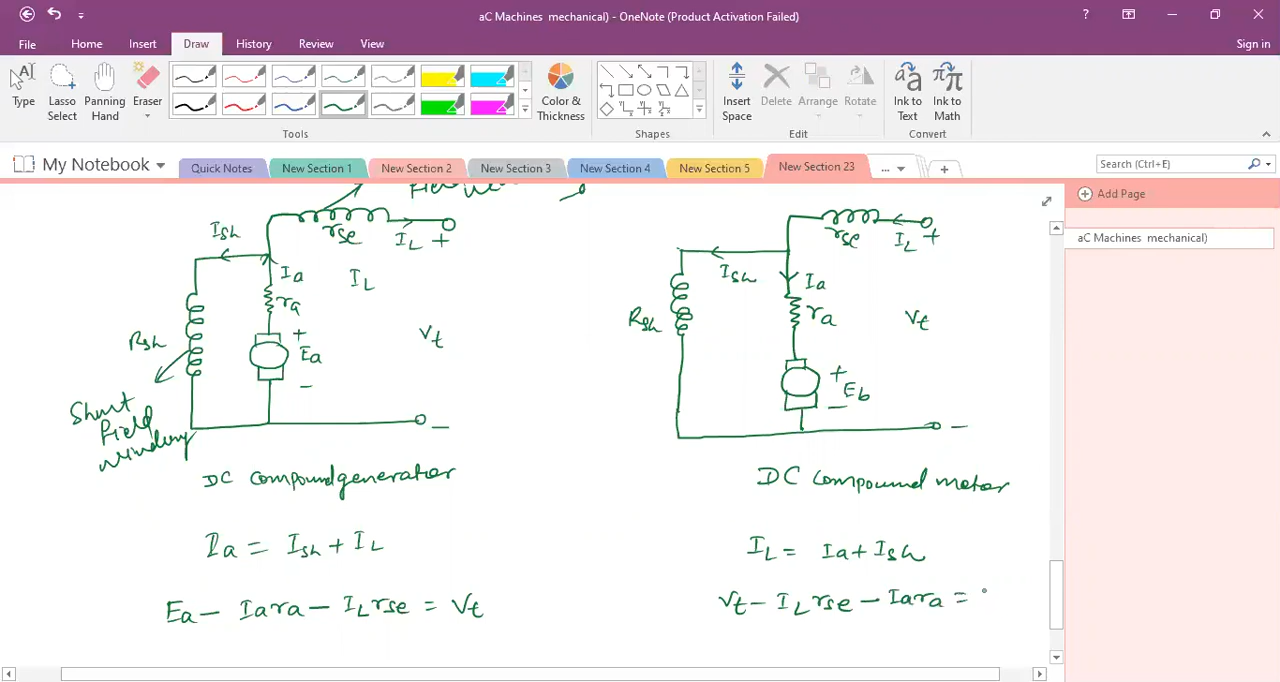 aC Machines mechanical) - OneNote (Product Activation Failed)
File Home Insert Draw History Review View
Sign in
Type
Lasso Select
Panning Hand
Eraser
Color & Thickness
Insert Space
Delete
Arrange
Rotate
Ink to Text
Ink to Math
Tools
Shapes
Edit
Convert
My Notebook
Quick Notes
New Section 1
New Section 2
New Section 3
New Section 4
New Section 5
New Section 23
...
Search (Ctrl+E)
Add Page
aC Machines mechanical)
Ish
rse
IL +
Ia
IL
ra
Rsh
+
Ea
-
Vt
Shunt
field
winding
-
DC compound generator
Ia = Ish + IL
Ea - Iara - ILrse = Vt
rse
IL +
Ish
Ia
Rsh
ra
Vt
+
Eb
-
-
DC compound motor
IL = Ia + Ish
Vt - ILrse - Iara =